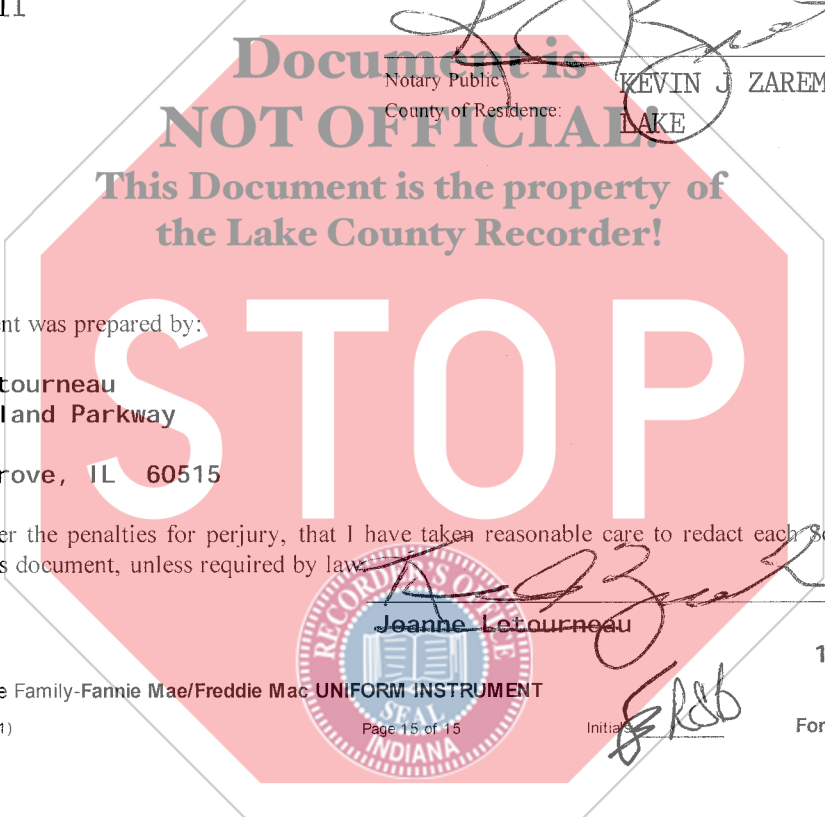 Document is
Notary Public KEVIN J ZAREM
County of Residence: LAKE
NOT OFFICIAL!
This Document is the property of
the Lake County Recorder!
STOP
nt was prepared by:
tourneau
land Parkway
rove, IL 60515
er the penalties for perjury, that I have taken reasonable care to redact each So
s document, unless required by law.
Joanne Letourneau
RECORDER'S OFFICE
SEAL
INDIANA
e Family-Fannie Mae/Freddie Mac UNIFORM INSTRUMENT
1)
Page 15 of 15
Initials
For